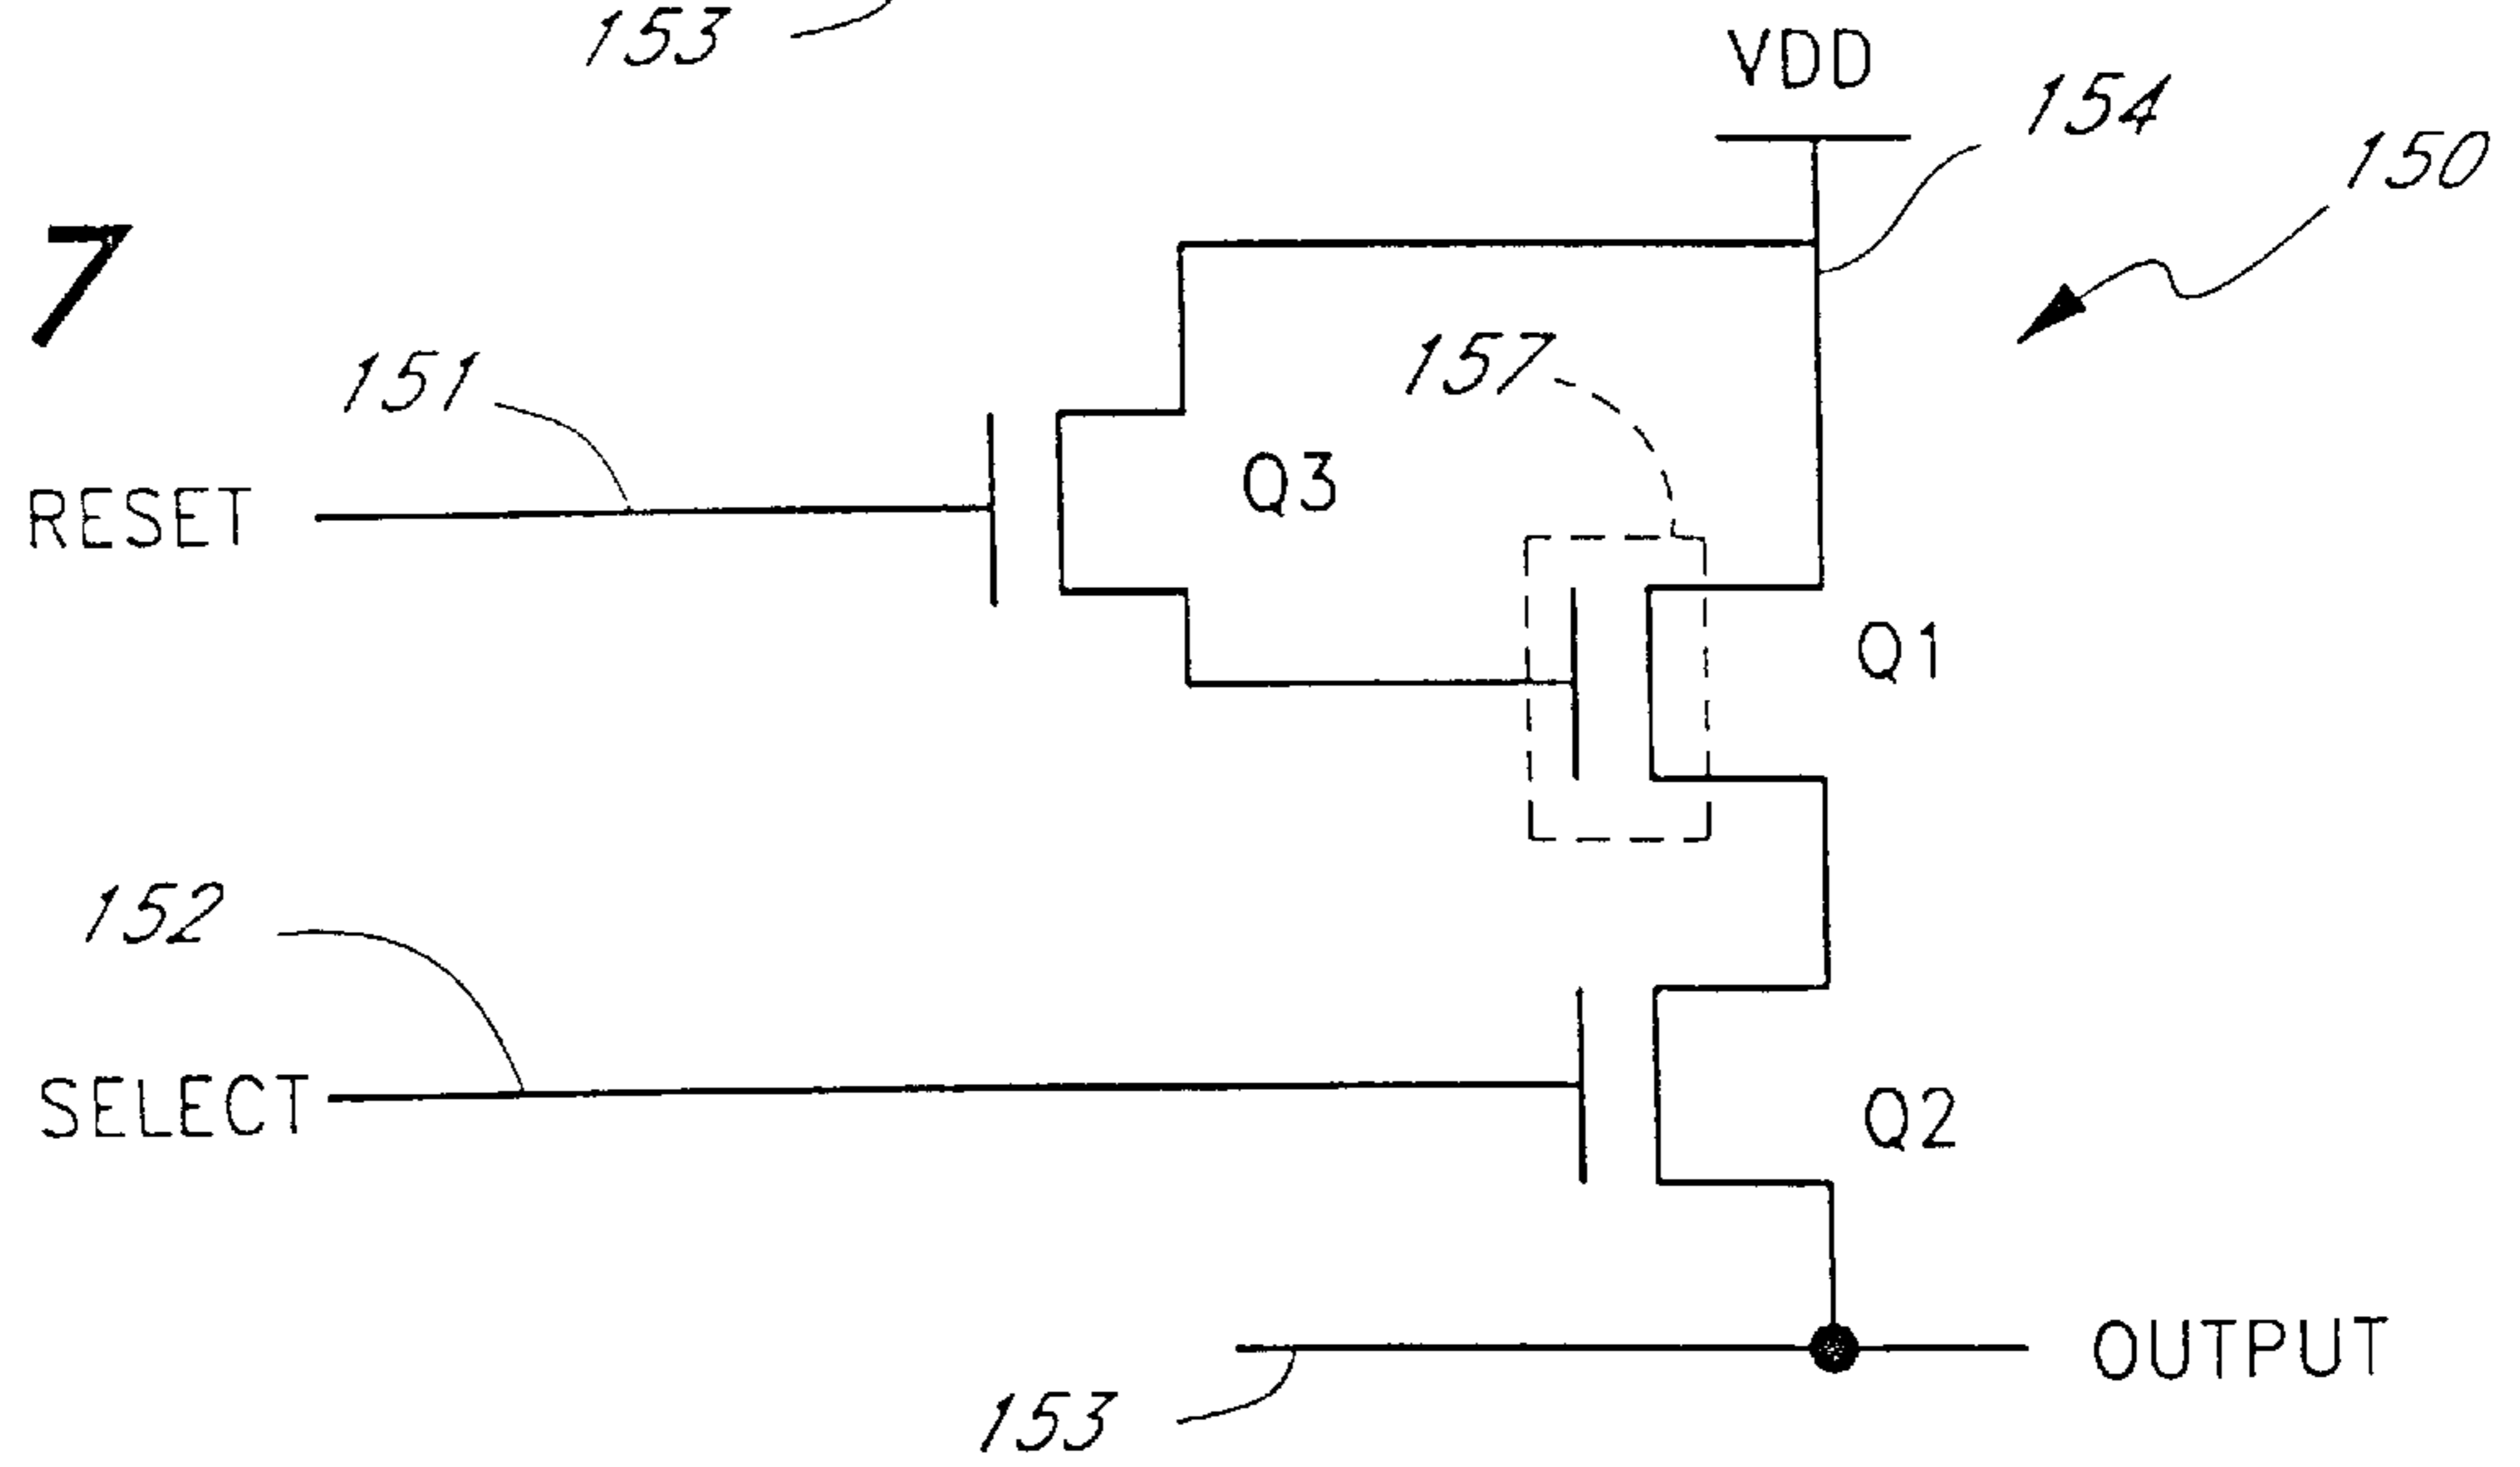 153
VDD
154
150
7
151
157
RESET
Q3
Q1
152
SELECT
Q2
OUTPUT
153